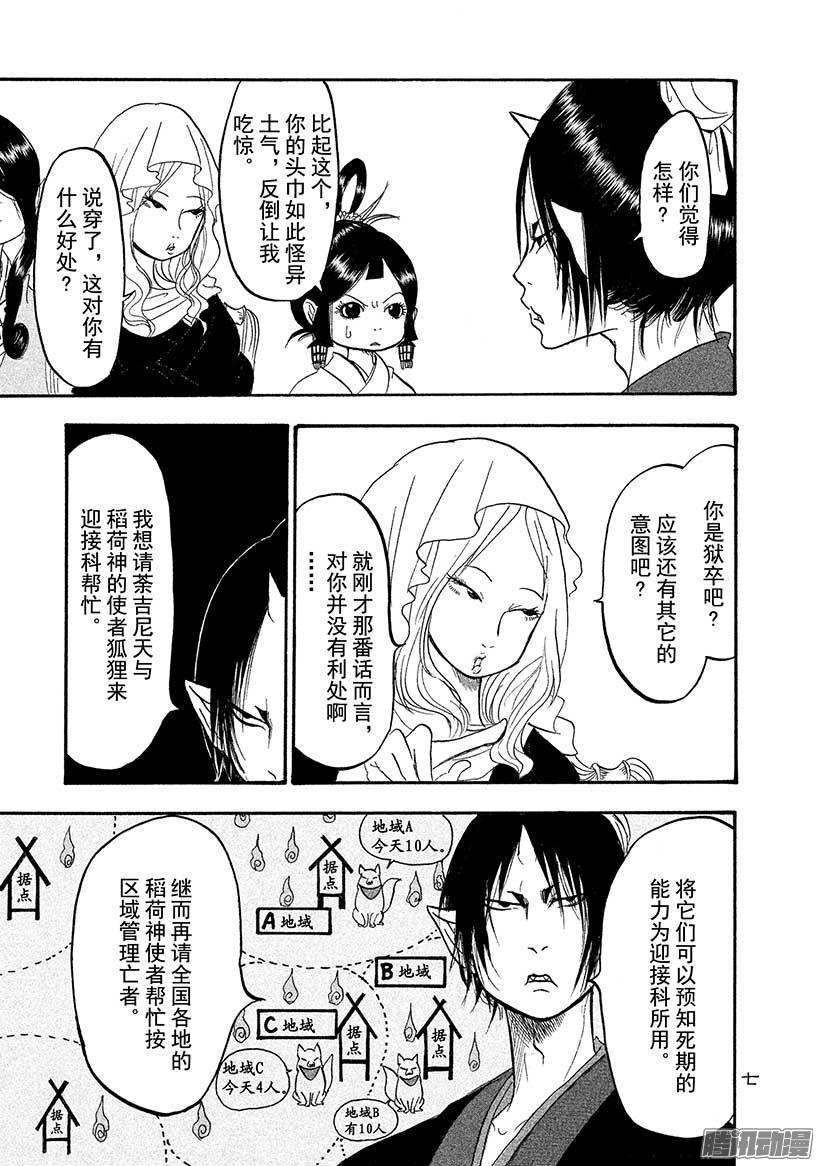 你们觉得
怎样?
比起这个,
你的头巾如此怪异
土气,反倒让我
吃惊。
说穿了,这对你有
什么好处?
你是狱卒吧?
应该还有其它的
意图吧?
就刚才那番话而言,
对你并没有利处啊
……
我想请荼吉尼天与
稻荷神的使者狐狸来
迎接科帮忙。
将它们可以预知死期的
能力为迎接科所用。
继而再请全国各地的
稻荷神使者帮忙按
区域管理亡者。
地域A
今天10人。
据点
据点
A地域
B地域
C地域
据点
据点
地域C
今天4人。
地域B
有10人
据点
七
腾讯动漫